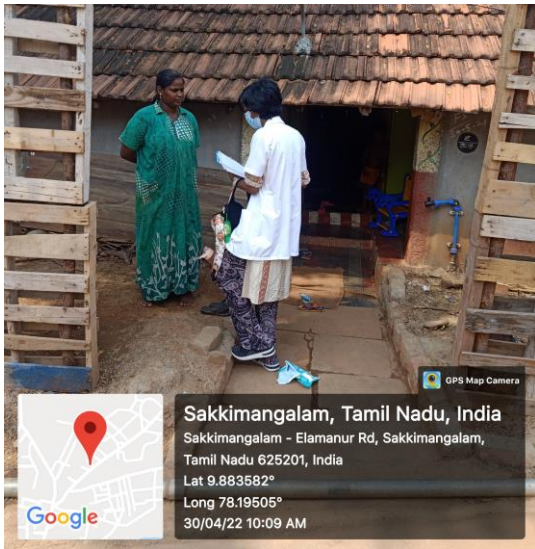 GPS Map Camera
Sakkimangalam, Tamil Nadu, India
Sakkimangalam - Elamanur Rd, Sakkimangalam,
Tamil Nadu 625201, India
Lat 9.883582°
Long 78.19505°
30/04/22 10:09 AM
Google